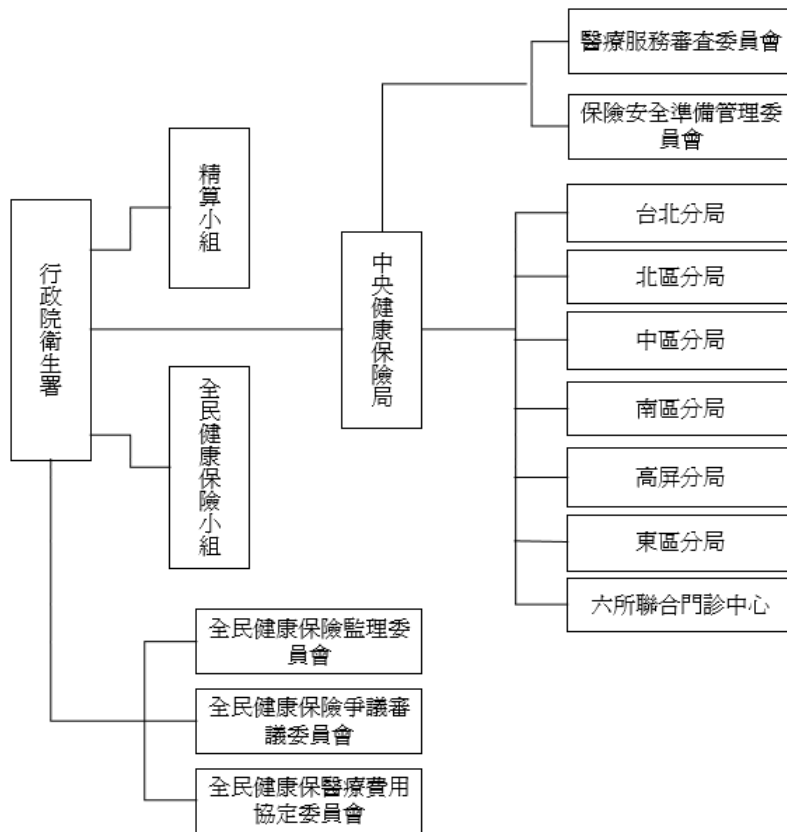 醫療服務審查委員會
保險安全準備管理委
員會
精算小組
台北分局
行政院衛生署
中央健康保險局
北區分局
中區分局
全民健康保險小組
南區分局
高屏分局
東區分局
六所聯合門診中心
全民健康保險監理委
員會
全民健康保險爭議審
議委員會
全民健康保醫療費用
協定委員會